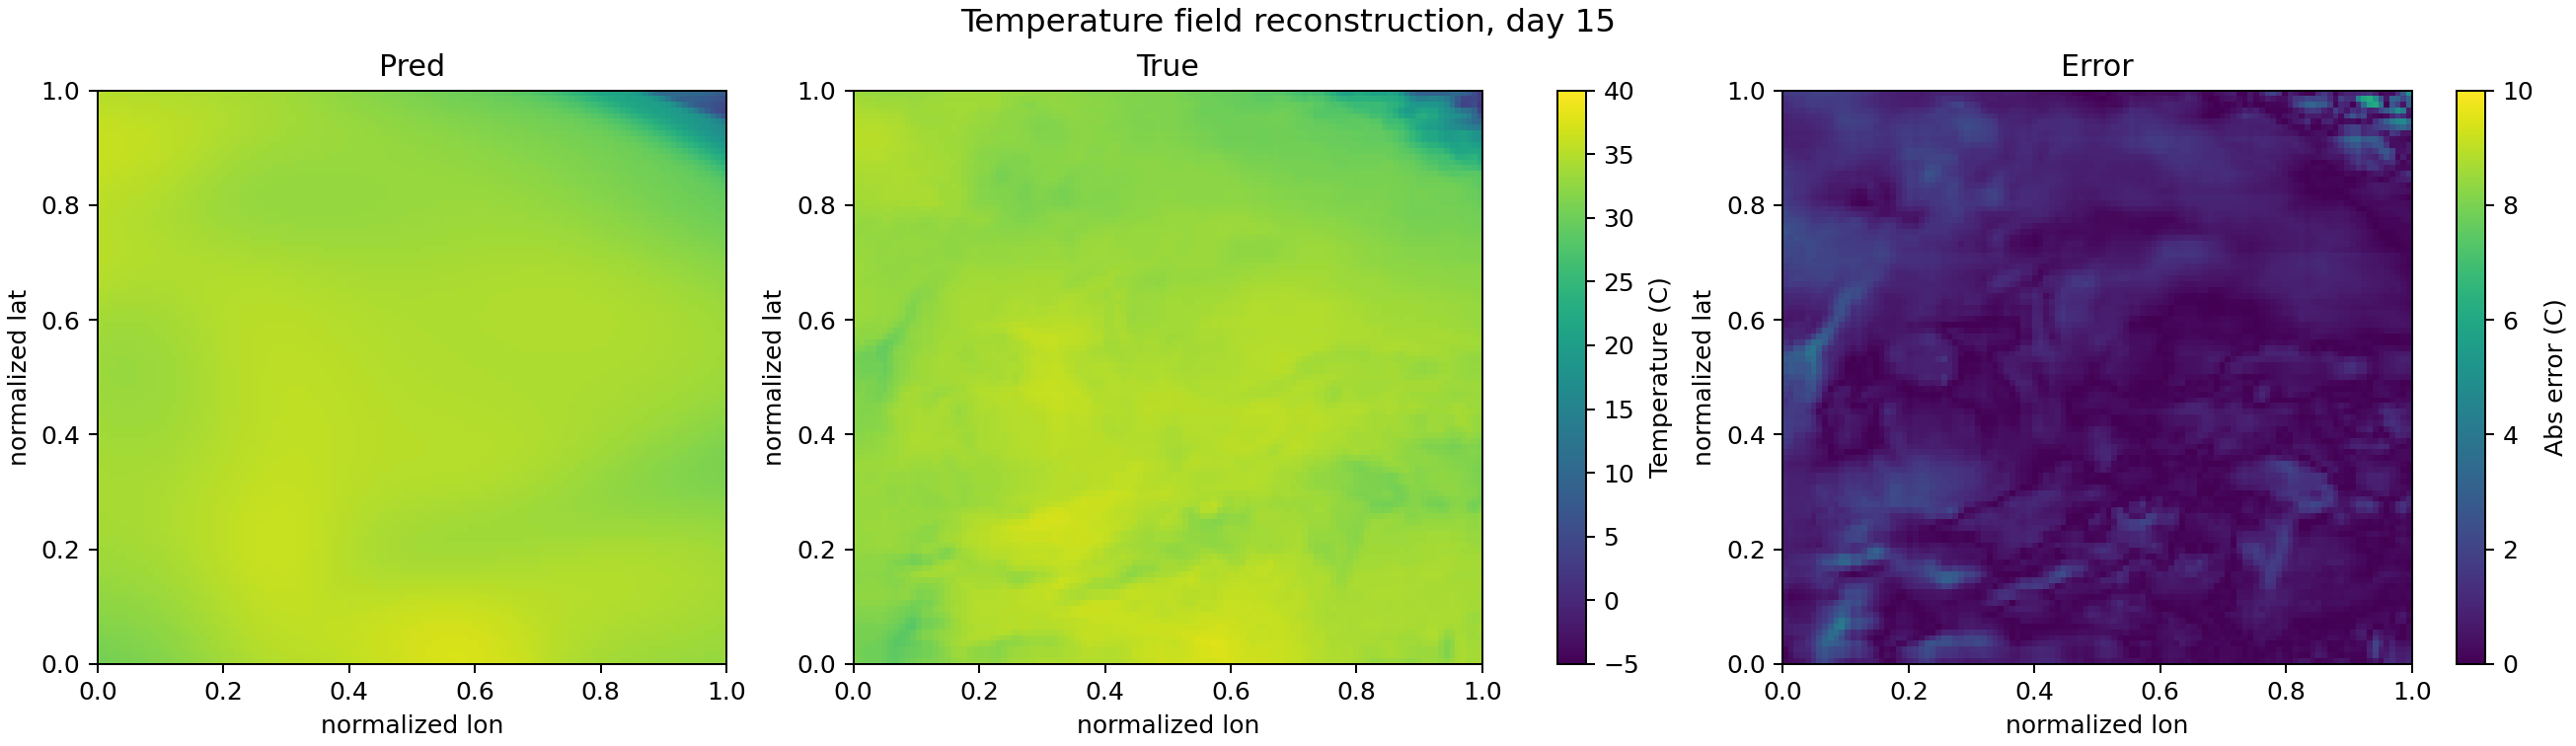 Temperature field reconstruction, day 15
Pred
1.0
0.8
0.6
0.4
0.2
0.0
normalized lat
0.0 0.2 0.4 0.6 0.8 1.0
normalized lon
True
1.0
0.8
0.6
0.4
0.2
0.0
normalized lat
0.0 0.2 0.4 0.6 0.8 1.0
normalized lon
40
35
30
25
20
15
10
5
0
−5
Temperature (C)
Error
1.0
0.8
0.6
0.4
0.2
0.0
normalized lat
0.0 0.2 0.4 0.6 0.8 1.0
normalized lon
10
8
6
4
2
0
Abs error (C)